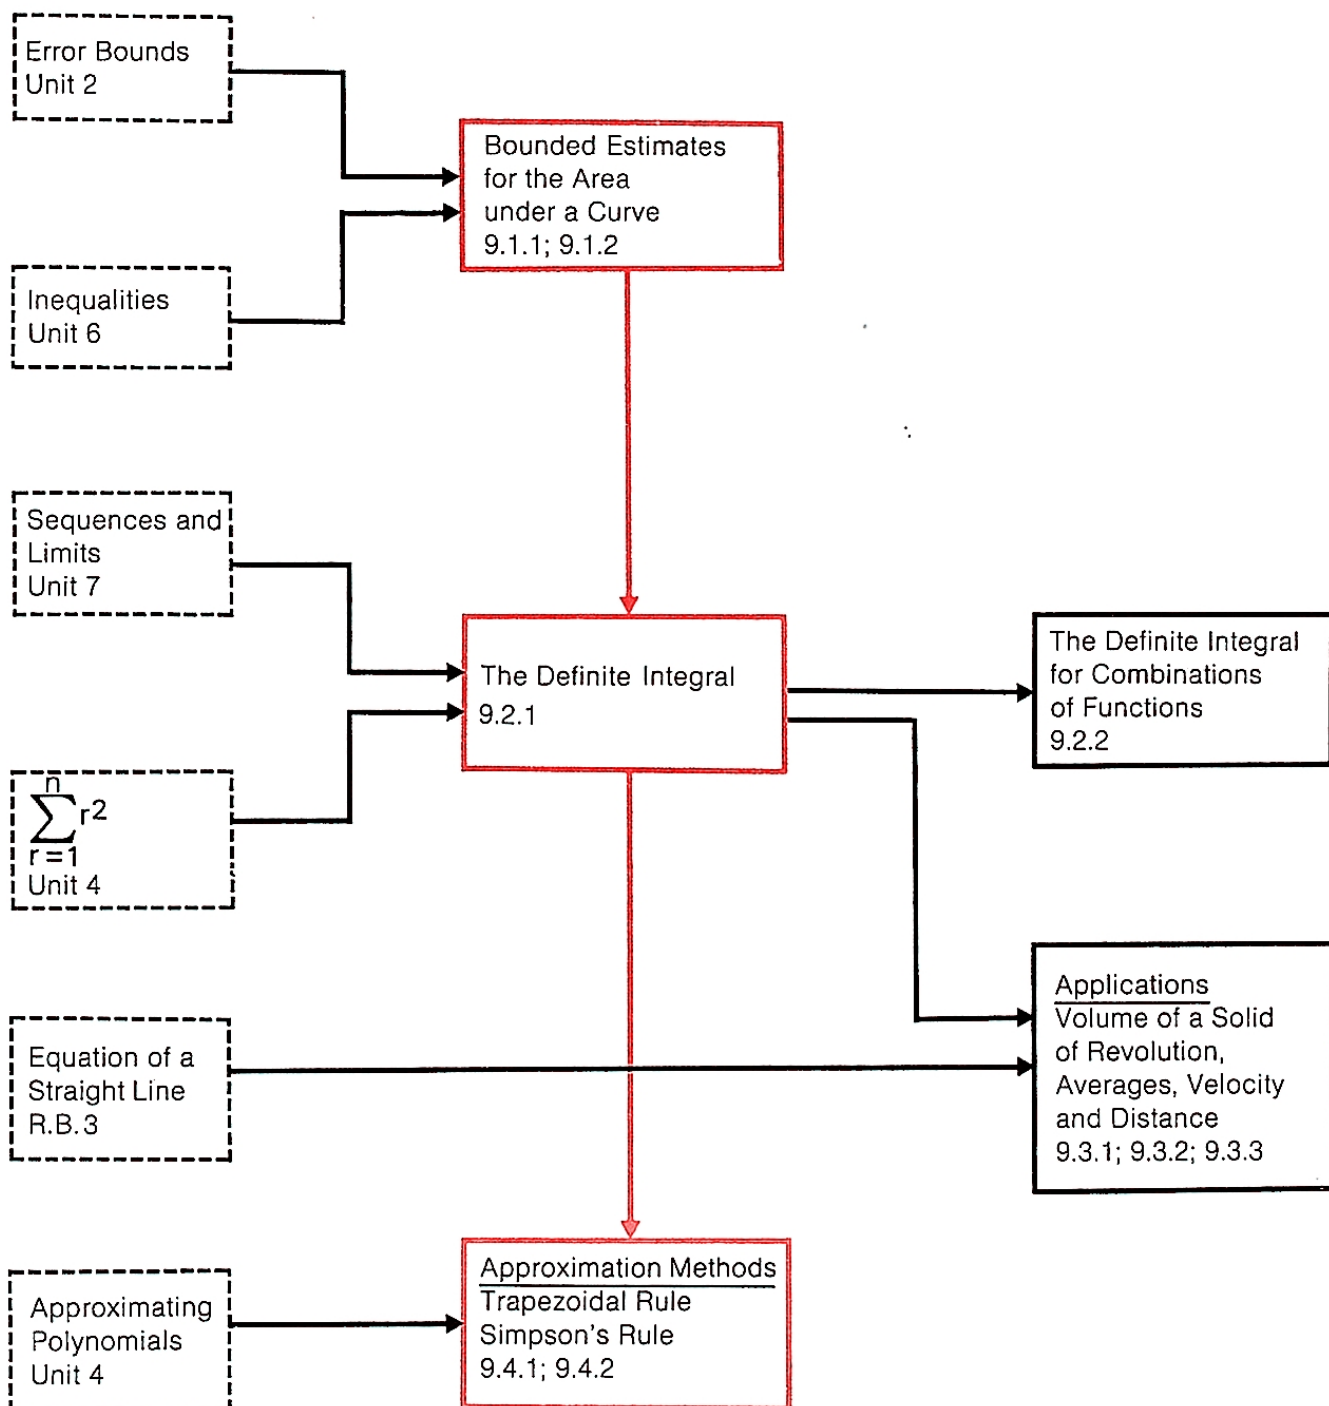 Error Bounds
Unit 2
Bounded Estimates
for the Area
under a Curve
9.1.1; 9.1.2
Inequalities
Unit 6
Sequences and
Limits
Unit 7
The Definite Integral
9.2.1
The Definite Integral
for Combinations
of Functions
9.2.2
n
∑ r²
r=1
Unit 4
Applications
Volume of a Solid
of Revolution,
Averages, Velocity
and Distance
9.3.1; 9.3.2; 9.3.3
Equation of a
Straight Line
R.B.3
Approximation Methods
Trapezoidal Rule
Simpson's Rule
9.4.1; 9.4.2
Approximating
Polynomials
Unit 4